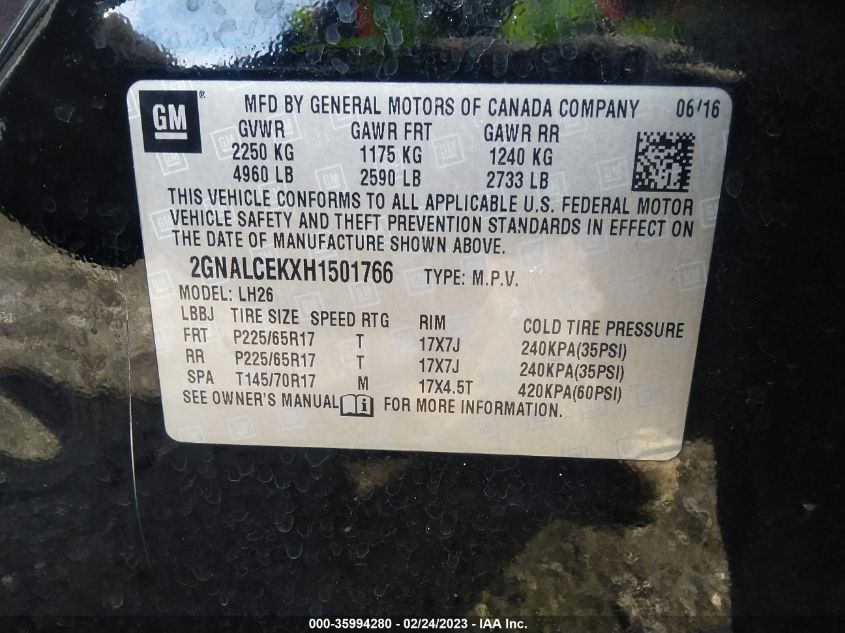 GM ® MFD BY GENERAL MOTORS OF CANADA COMPANY 06/16
GVWR GAWR FRT GAWR RR
2250 KG 1175 KG 1240 KG
4960 LB 2590 LB 2733 LB
THIS VEHICLE CONFORMS TO ALL APPLICABLE U.S. FEDERAL MOTOR
VEHICLE SAFETY AND THEFT PREVENTION STANDARDS IN EFFECT ON
THE DATE OF MANUFACTURE SHOWN ABOVE.
2GNALCEKXH1501766 TYPE: M.P.V.
MODEL: LH26
LBBJ TIRE SIZE SPEED RTG RIM COLD TIRE PRESSURE
FRT P225/65R17 T 17X7J 240KPA(35PSI)
RR P225/65R17 T 17X7J 240KPA(35PSI)
SPA T145/70R17 M 17X4.5T 420KPA(60PSI)
SEE OWNER'S MANUAL i FOR MORE INFORMATION.
000-35994280 - 02/24/2023 - IAA Inc.